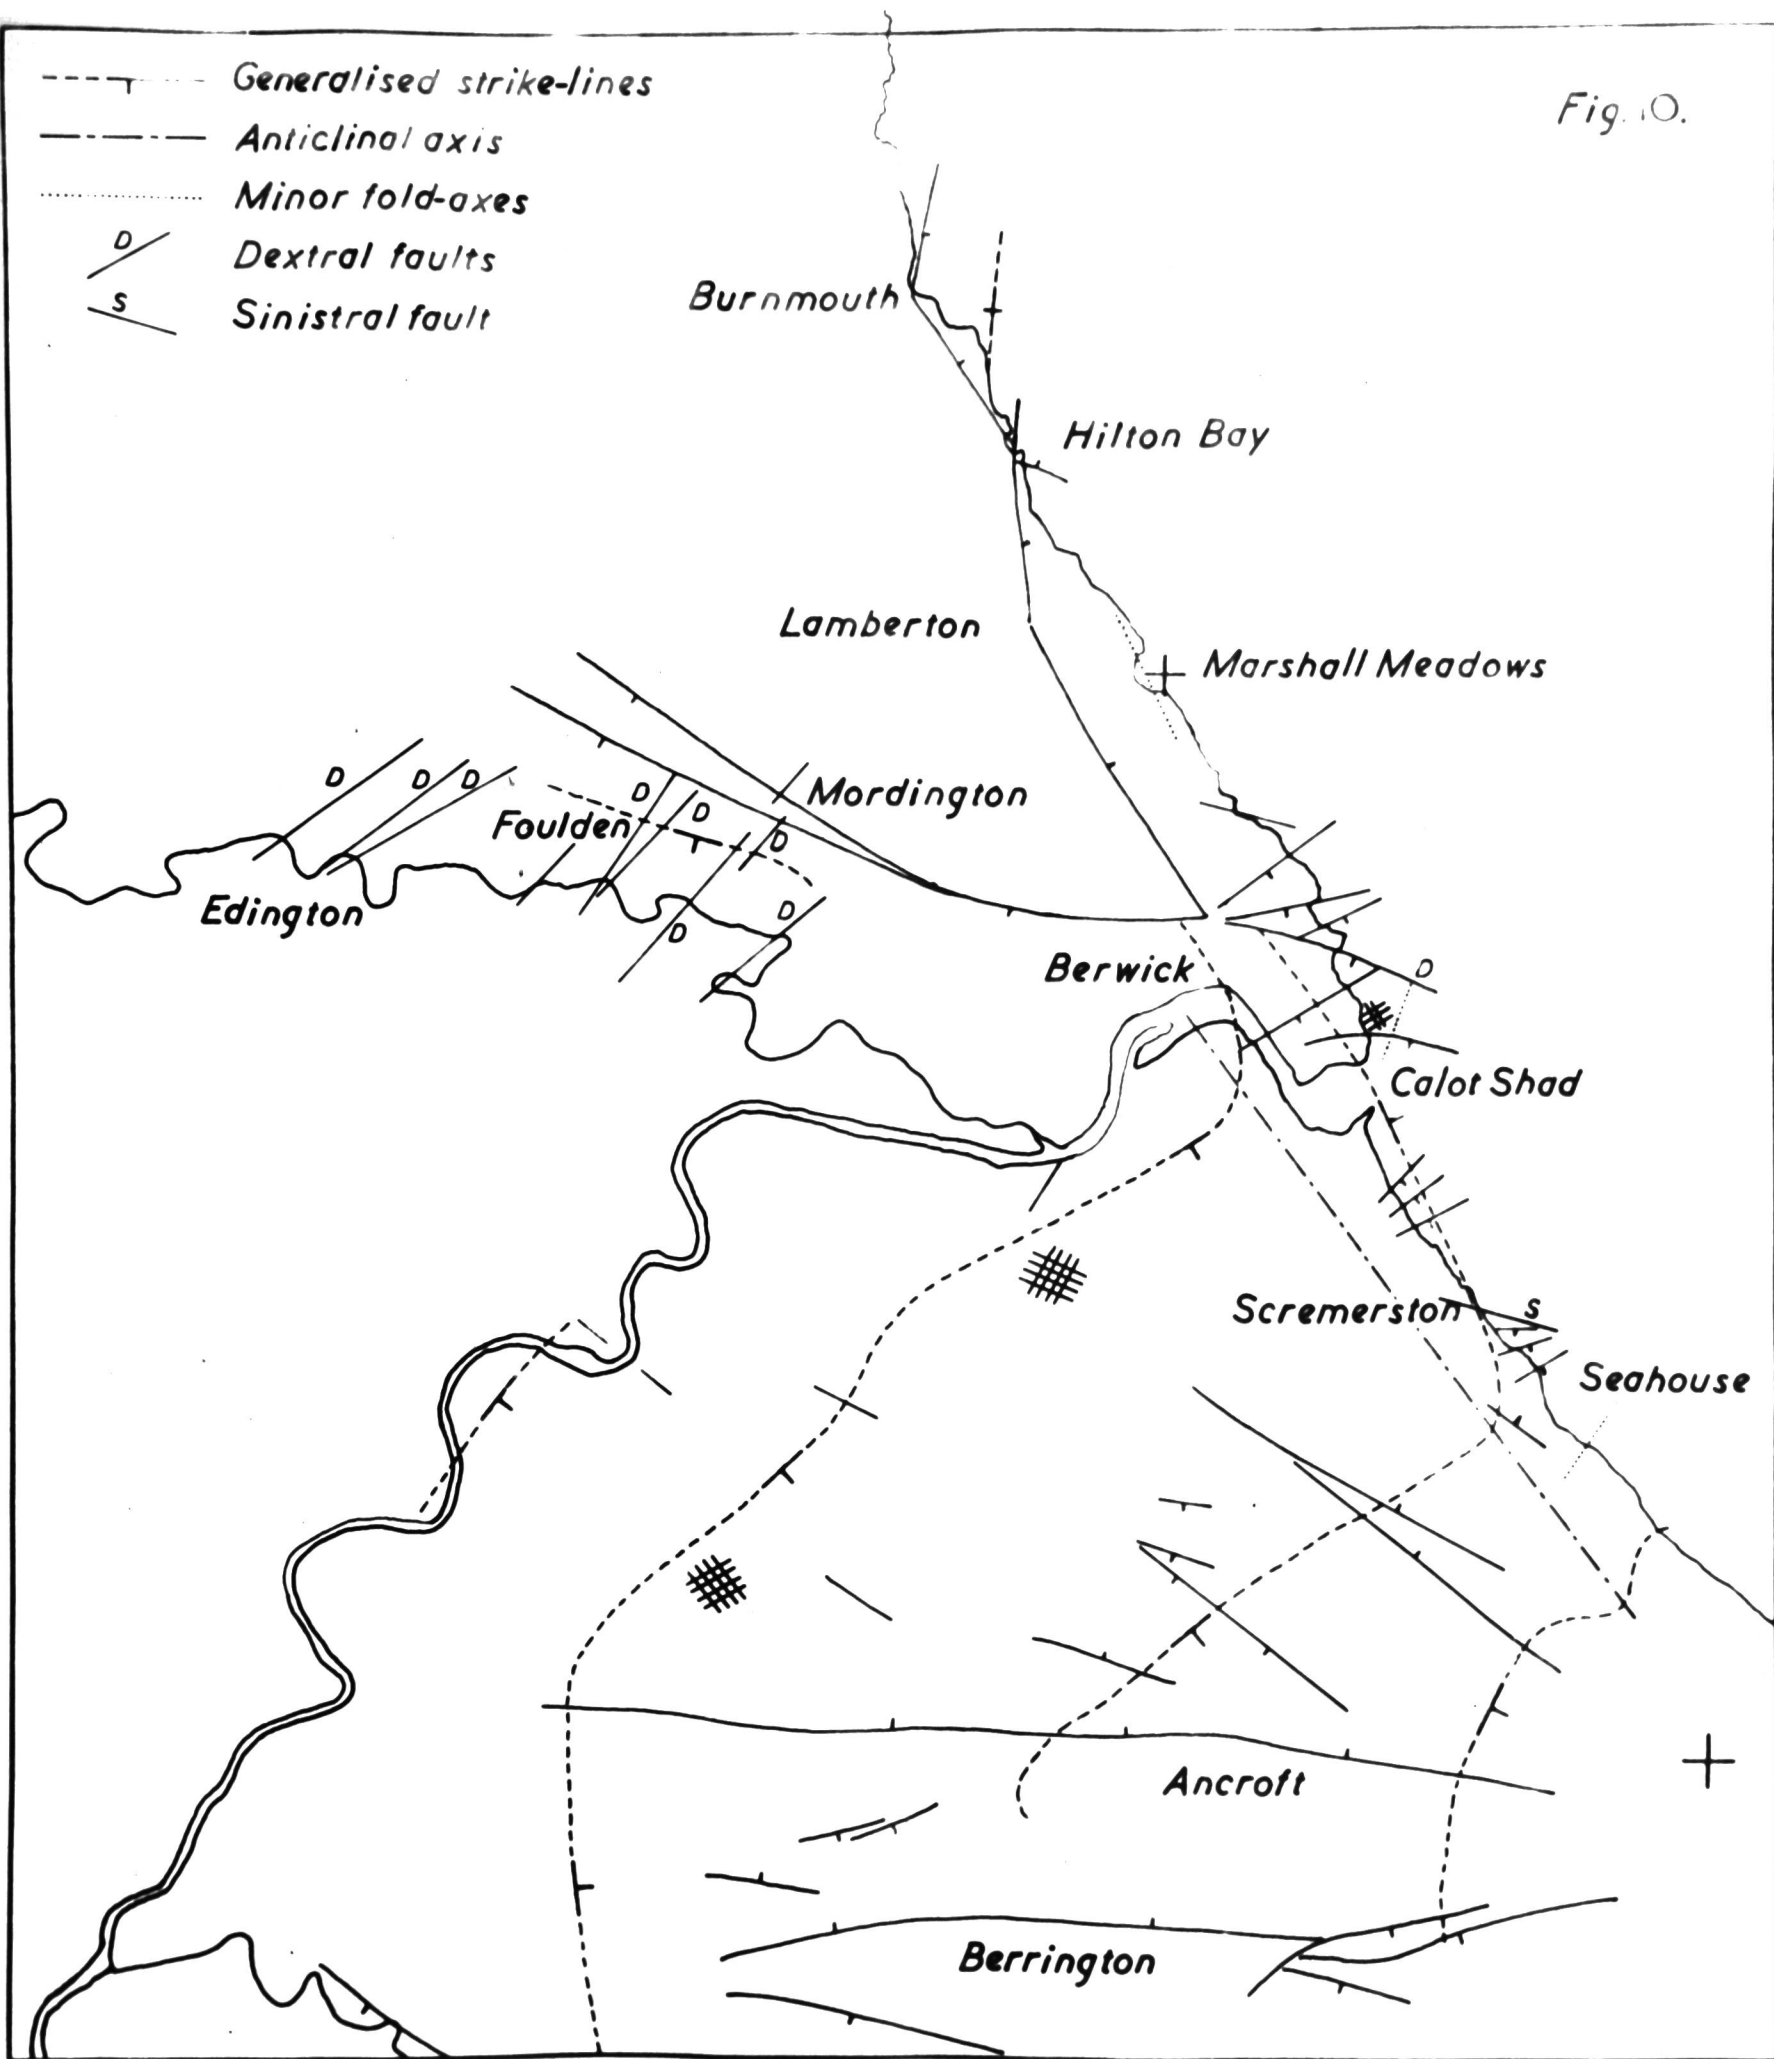 Generalised strike-lines
Anticlinal axis
Minor fold-axes
D
Dextral faults
S
Sinistral fault
Fig. 10.
Burnmouth
Hilton Bay
Lamberton
Marshall Meadows
D
D
D
D
D
Mordington
Foulden
D
Edington
D
D
Berwick
D
Calot Shad
Scremerston
S
Seahouse
Ancroft
Berrington